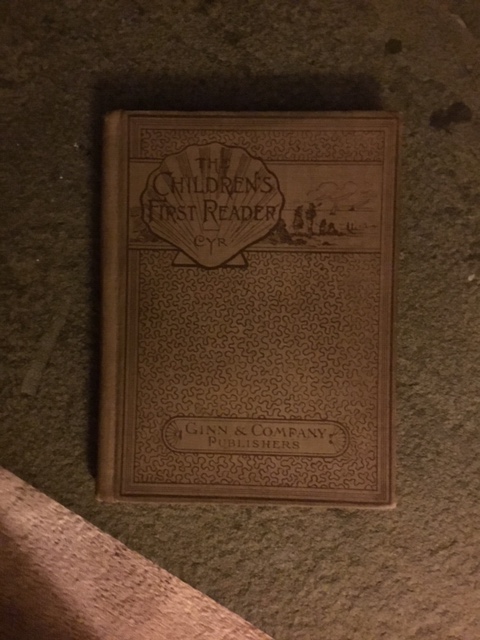 THE
CHILDREN'S
FIRST READER
CYR
GINN & COMPANY
PUBLISHERS